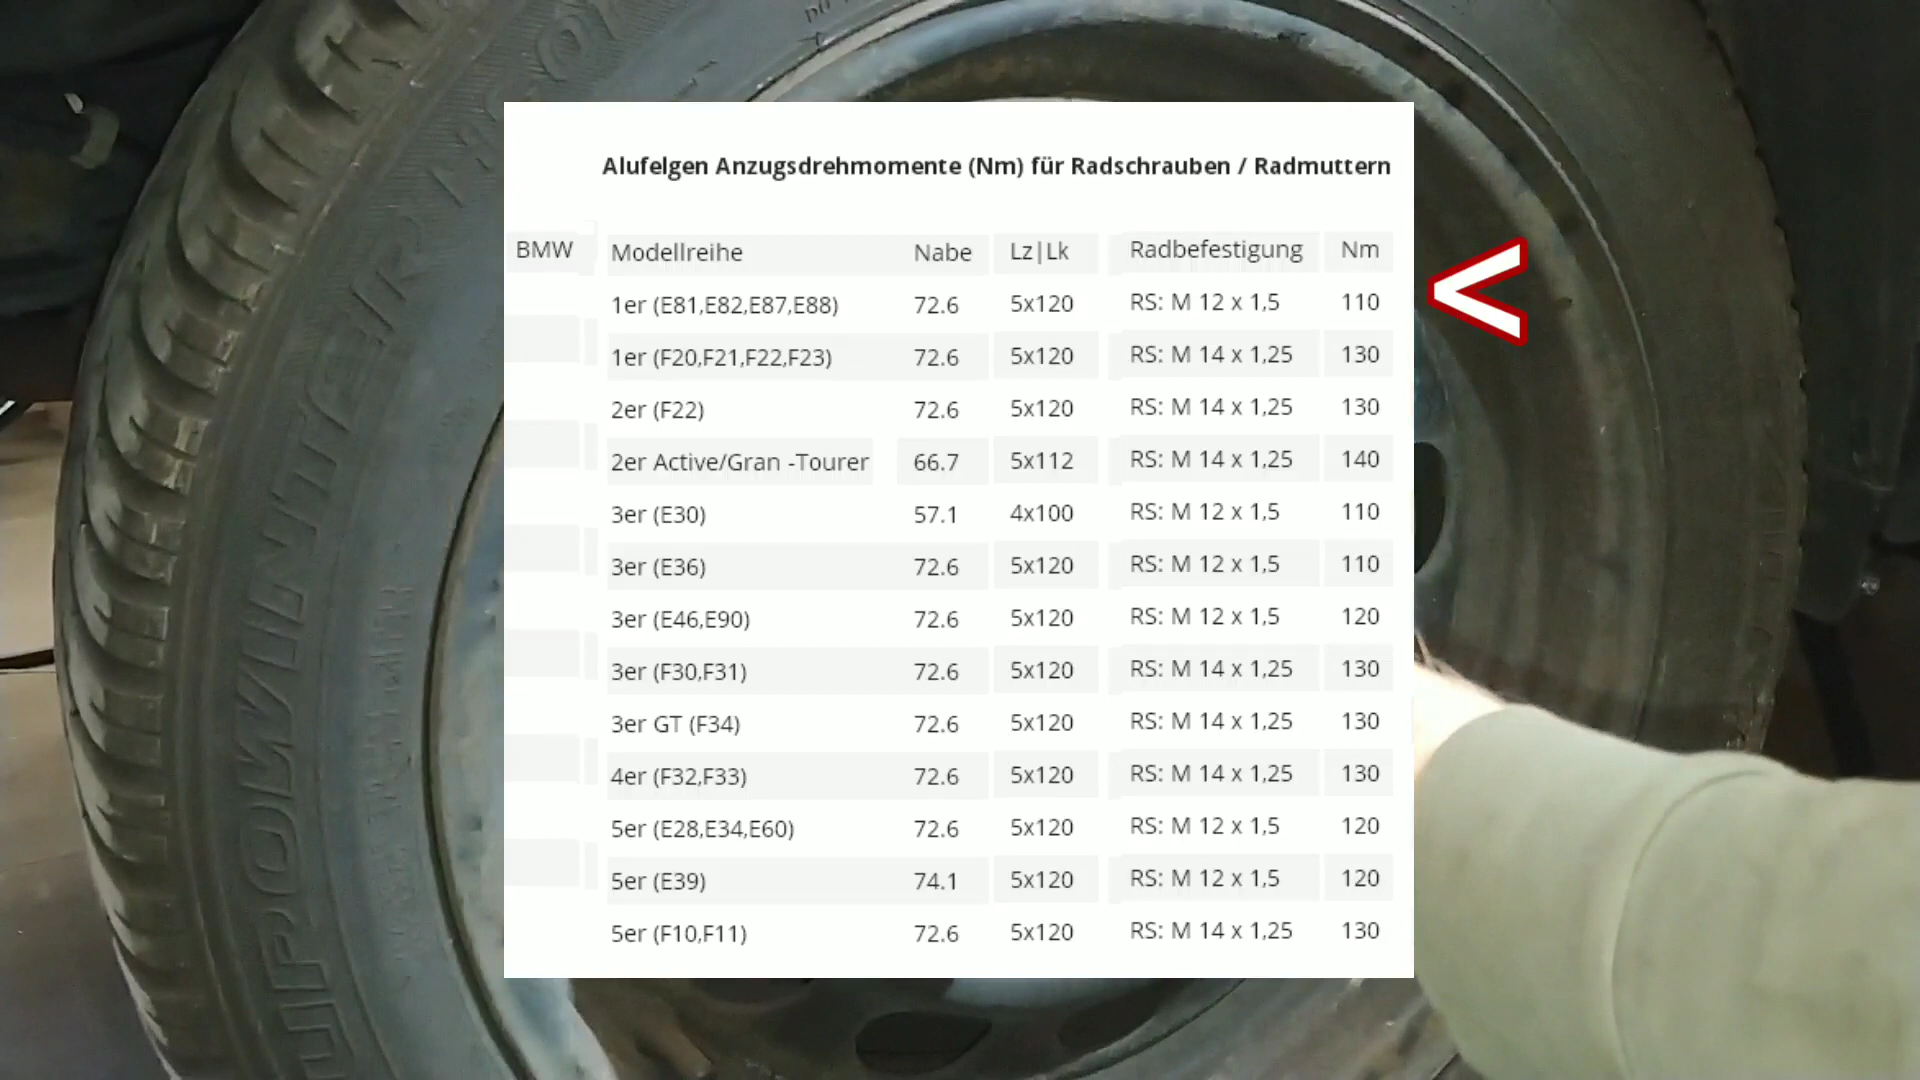 Alufelgen Anzugsdrehmomente (Nm) für Radschrauben / Radmuttern
BMW Modellreihe Nabe Lz|Lk Radbefestigung Nm
1er (E81,E82,E87,E88) 72.6 5x120 RS: M 12 x 1,5 110
1er (F20,F21,F22,F23) 72.6 5x120 RS: M 14 x 1,25 130
2er (F22) 72.6 5x120 RS: M 14 x 1,25 130
2er Active/Gran -Tourer 66.7 5x112 RS: M 14 x 1,25 140
3er (E30) 57.1 4x100 RS: M 12 x 1,5 110
3er (E36) 72.6 5x120 RS: M 12 x 1,5 110
3er (E46,E90) 72.6 5x120 RS: M 12 x 1,5 120
3er (F30,F31) 72.6 5x120 RS: M 14 x 1,25 130
3er GT (F34) 72.6 5x120 RS: M 14 x 1,25 130
4er (F32,F33) 72.6 5x120 RS: M 14 x 1,25 130
5er (E28,E34,E60) 72.6 5x120 RS: M 12 x 1,5 120
5er (E39) 74.1 5x120 RS: M 12 x 1,5 120
5er (F10,F11) 72.6 5x120 RS: M 14 x 1,25 130
<